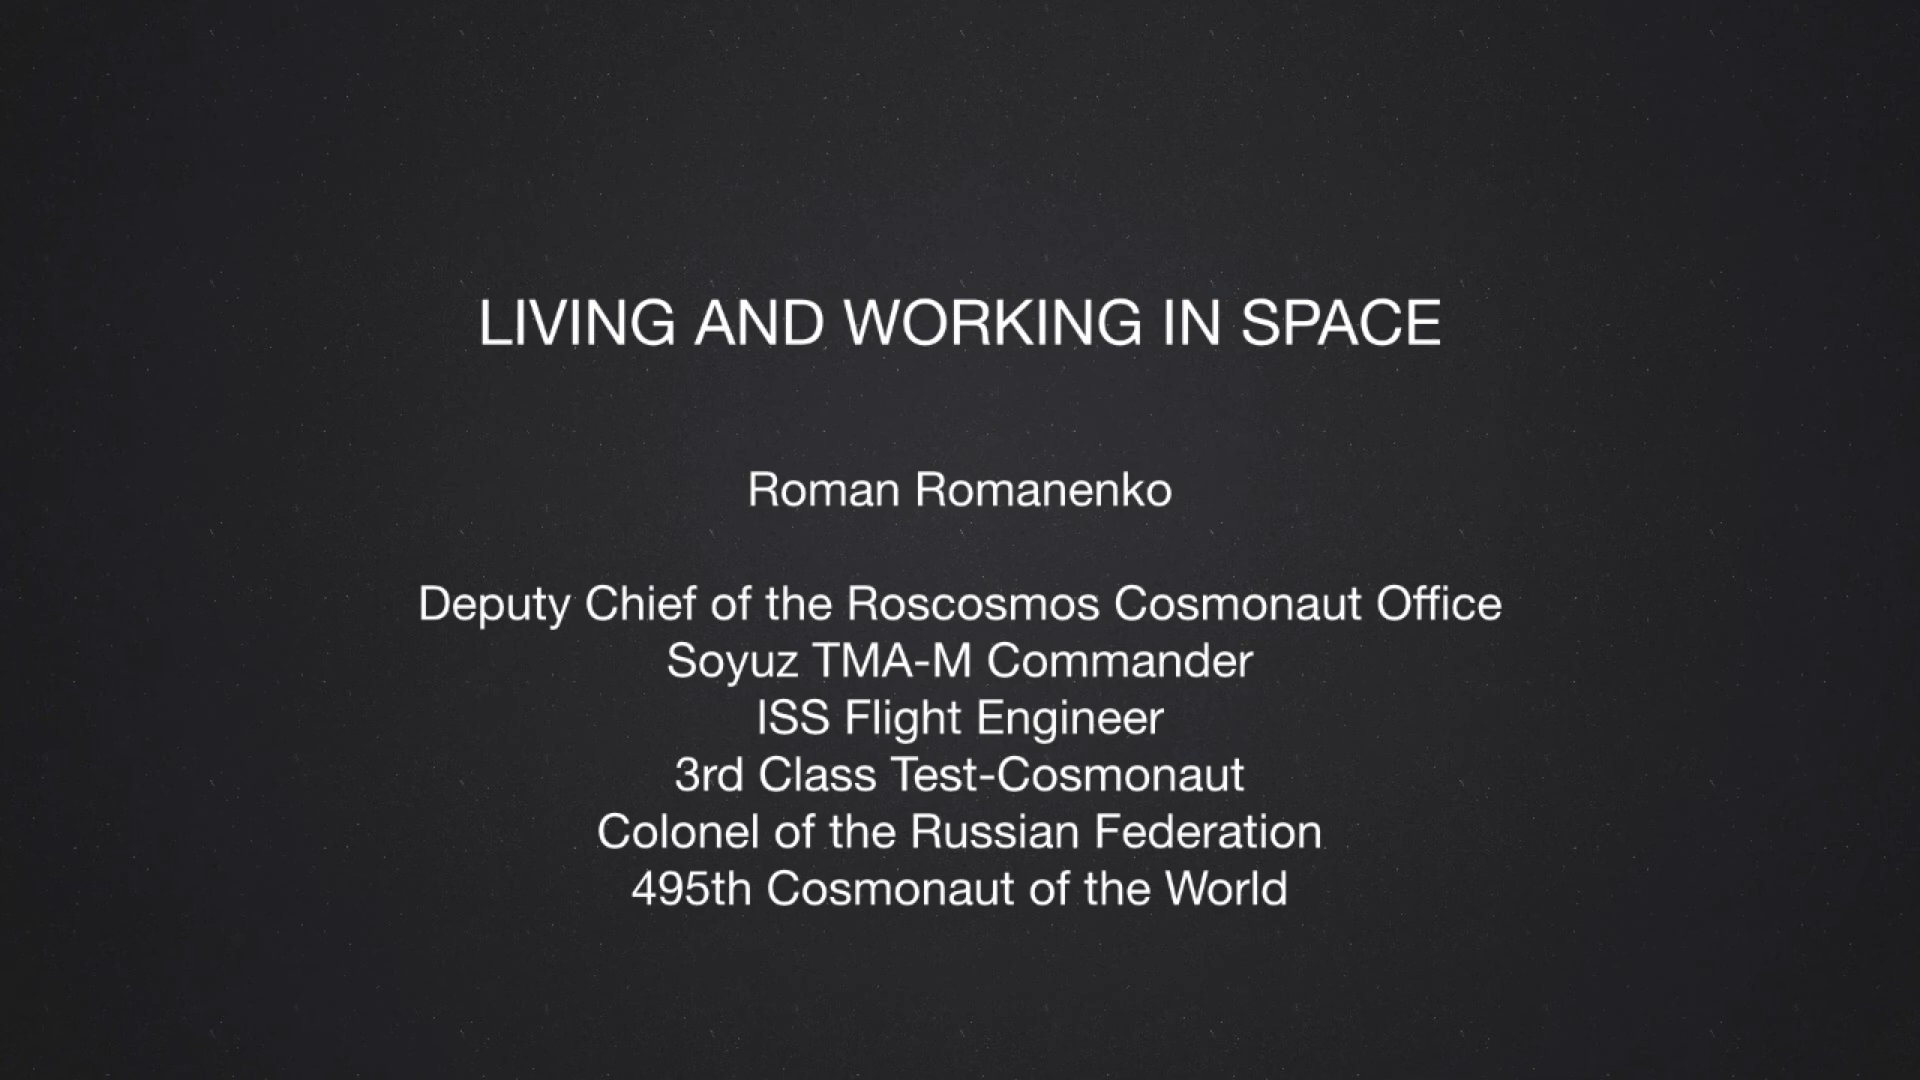 LIVING AND WORKING IN SPACE
Roman Romanenko
Deputy Chief of the Roscosmos Cosmonaut Office
Soyuz TMA-M Commander
ISS Flight Engineer
3rd Class Test-Cosmonaut
Colonel of the Russian Federation
495th Cosmonaut of the World